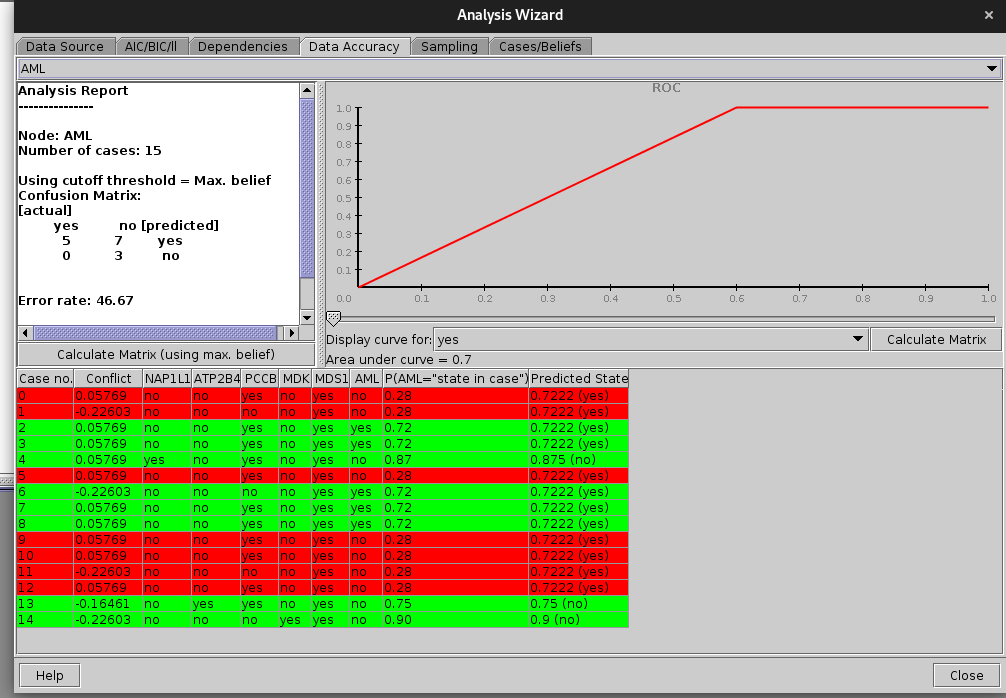 Analysis Wizard
Data Source AIC/BIC/ll Dependencies Data Accuracy Sampling Cases/Beliefs
AML
Analysis Report
---------------
Node: AML
Number of cases: 15
Using cutoff threshold = Max. belief
Confusion Matrix:
[actual]
yes no [predicted]
5 7 yes
0 3 no
Error rate: 46.67
Calculate Matrix (using max. belief)
ROC
1.0
0.9
0.8
0.7
0.6
0.5
0.4
0.3
0.2
0.1
0.0 0.1 0.2 0.3 0.4 0.5 0.6 0.7 0.8 0.9 1.0
Display curve for: yes Calculate Matrix
Area under curve = 0.7
Case no. Conflict NAP1L1 ATP2B4 PCCB MDK MDS1 AML P(AML="state in case") Predicted State
0 0.05769 no no yes no yes no 0.28 0.7222 (yes)
1 -0.22603 no no no no yes no 0.28 0.7222 (yes)
2 0.05769 no no yes no yes yes 0.72 0.7222 (yes)
3 0.05769 no no yes no yes yes 0.72 0.7222 (yes)
4 0.05769 yes no yes no yes no 0.87 0.875 (no)
5 0.05769 no no yes no yes no 0.28 0.7222 (yes)
6 -0.22603 no no no no yes yes 0.72 0.7222 (yes)
7 0.05769 no no yes no yes yes 0.72 0.7222 (yes)
8 0.05769 no no yes no yes yes 0.72 0.7222 (yes)
9 0.05769 no no yes no yes no 0.28 0.7222 (yes)
10 0.05769 no no yes no yes no 0.28 0.7222 (yes)
11 -0.22603 no no no no yes no 0.28 0.7222 (yes)
12 0.05769 no no yes no yes no 0.28 0.7222 (yes)
13 -0.16461 no yes yes no yes no 0.75 0.75 (no)
14 -0.22603 no no no yes yes no 0.90 0.9 (no)
Help Close